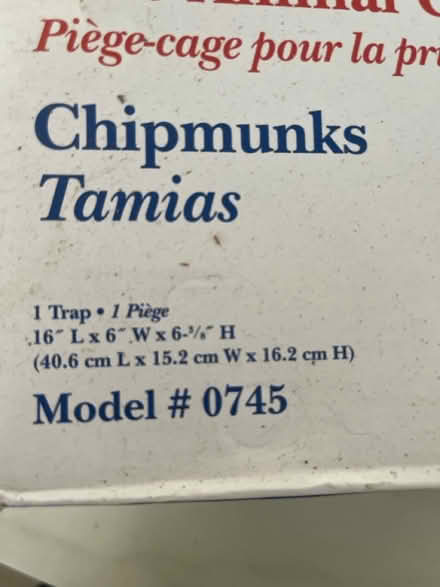 Piège-cage pour la
Chipmunks
Tamias
1 Trap • 1 Piège
16″ L x 6″ W x 6-³/₈″ H
(40.6 cm L x 15.2 cm W x 16.2 cm H)
Model # 0745